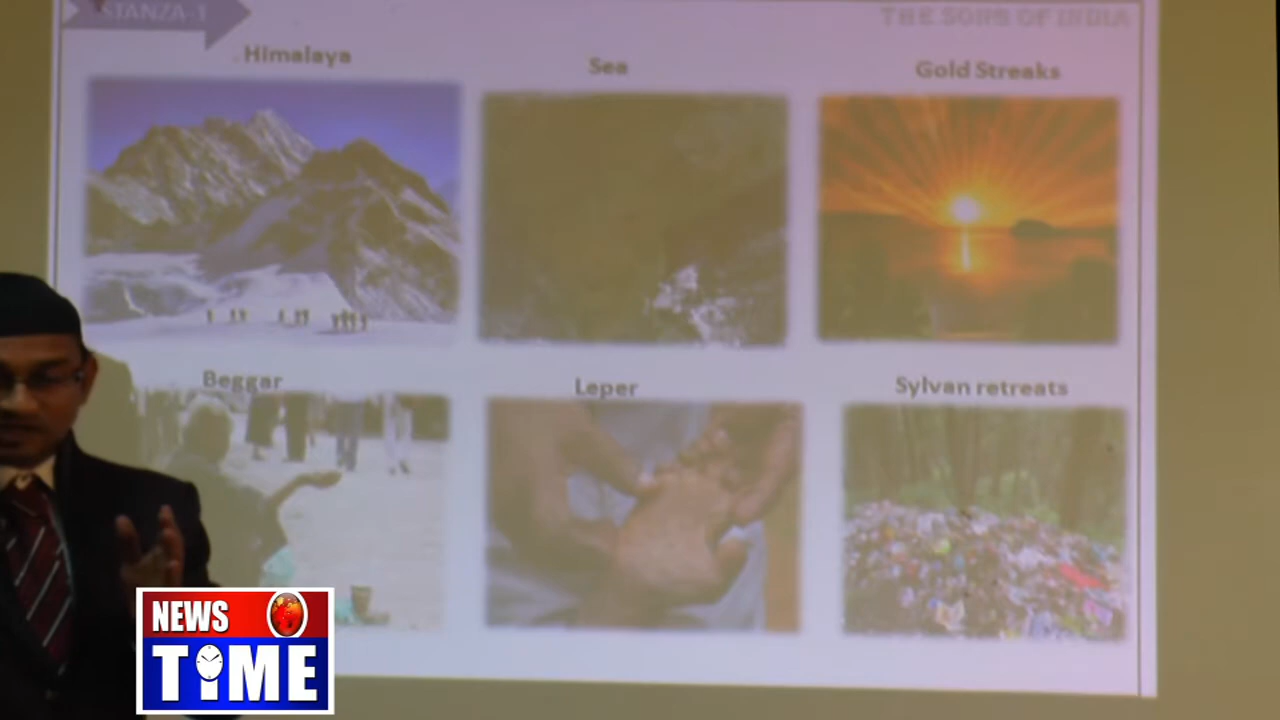 STANZA-1
THE SONS OF INDIA
Himalaya
Sea
Gold Streaks
Beggar
Leper
Sylvan retreats
NEWS
TIME